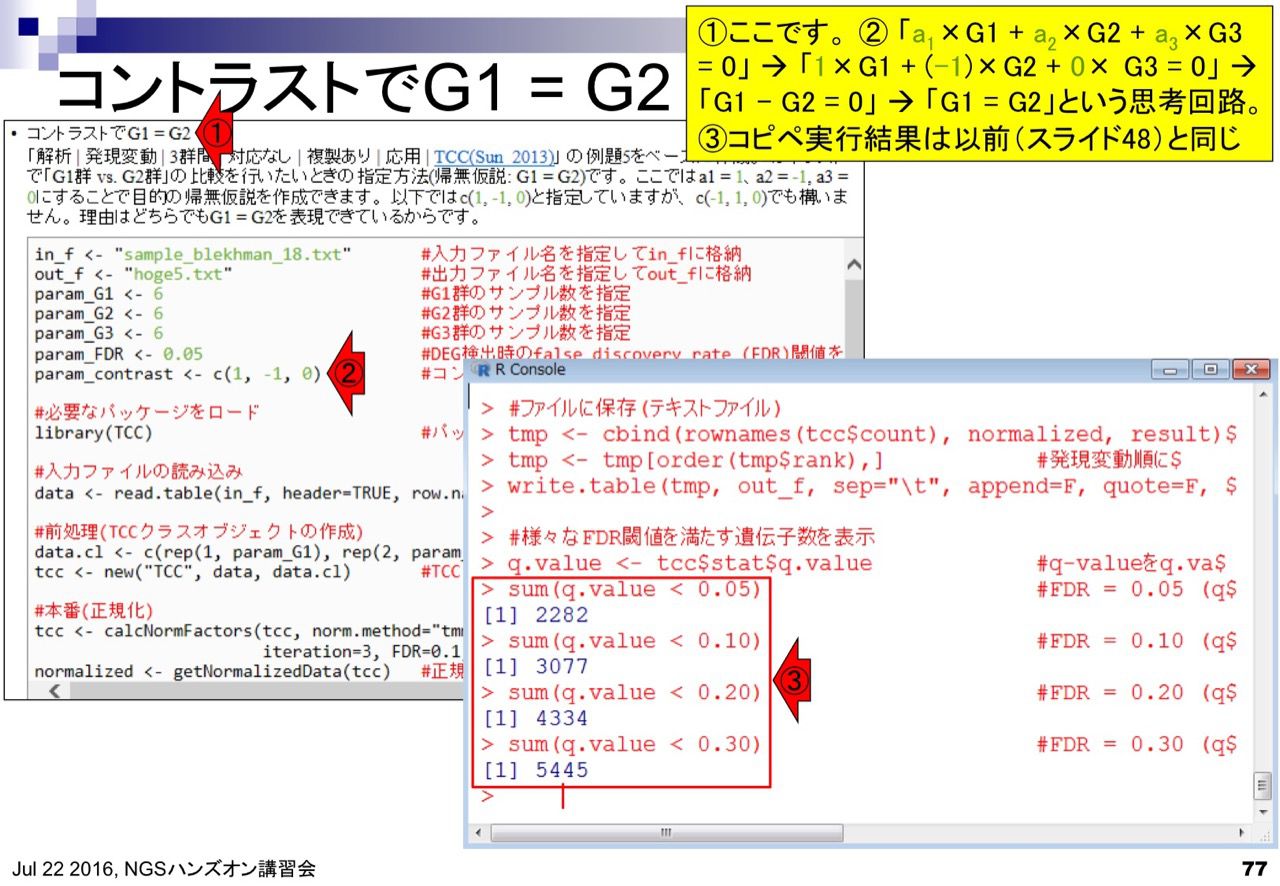 コントラストでG1 = G2
①ここです。②「a1×G1 + a2×G2 + a3×G3
= 0」→「1×G1 + (-1)×G2 + 0× G3 = 0」→
「G1 - G2 = 0」→「G1 = G2」という思考回路。
③コピペ実行結果は以前（スライド48）と同じ
• コントラストでG1 = G2
①
「解析 | 発現変動 | 3群間 対応なし | 複製あり | 応用 | TCC(Sun_2013)」の例題5をベー
で「G1群 vs. G2群」の比較を行いたいときの指定方法(帰無仮説: G1 = G2)です。ここではa1 = 1、a2 = -1, a3 =
0にすることで目的の帰無仮説を作成できます。以下ではc(1, -1, 0)と指定していますが、c(-1, 1, 0)でも構いま
せん。理由はどちらでもG1 = G2を表現できているからです。
in_f <- "sample_blekhman_18.txt" #入力ファイル名を指定してin_fに格納
out_f <- "hoge5.txt" #出力ファイル名を指定してout_fに格納
param_G1 <- 6 #G1群のサンプル数を指定
param_G2 <- 6 #G2群のサンプル数を指定
param_G3 <- 6 #G3群のサンプル数を指定
param_FDR <- 0.05 #DEG検出時のfalse discovery rate (FDR)閾値を
param_contrast <- c(1, -1, 0) ② #コン
#必要なパッケージをロード
library(TCC) #パッ
#入力ファイルの読み込み
data <- read.table(in_f, header=TRUE, row.na
#前処理(TCCクラスオブジェクトの作成)
data.cl <- c(rep(1, param_G1), rep(2, param_
tcc <- new("TCC", data, data.cl) #TCC
#本番(正規化)
tcc <- calcNormFactors(tcc, norm.method="tmm
iteration=3, FDR=0.1
normalized <- getNormalizedData(tcc) #正規
R Console
> #ファイルに保存(テキストファイル)
> tmp <- cbind(rownames(tcc$count), normalized, result)$
> tmp <- tmp[order(tmp$rank),] #発現変動順に$
> write.table(tmp, out_f, sep="\t", append=F, quote=F, $
>
> #様々なFDR閾値を満たす遺伝子数を表示
> q.value <- tcc$stat$q.value #q-valueをq.va$
> sum(q.value < 0.05) #FDR = 0.05 (q$
[1] 2282
> sum(q.value < 0.10) #FDR = 0.10 (q$
[1] 3077
> sum(q.value < 0.20) #FDR = 0.20 (q$
[1] 4334
> sum(q.value < 0.30) #FDR = 0.30 (q$
[1] 5445
>
③
Jul 22 2016, NGSハンズオン講習会
77